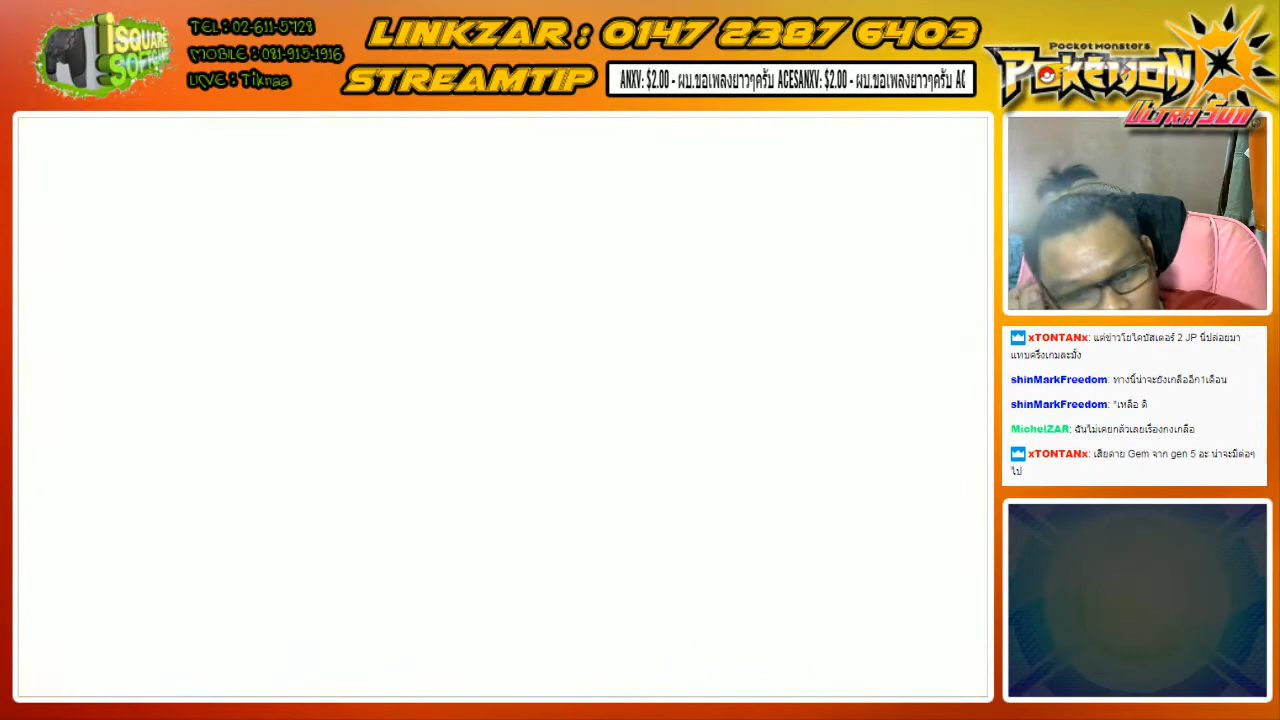 iSQUARE
SOFTGAME
TEL : 02-611-5728
MOBILE : 081-915-1916
LINE : Tiknaa
LINKZAR : 0147 2387 6403
STREAMTIP
ANXV: $2.00 - ผบ.ขอเพลงยาวๆครับ ACESANXV: $2.00 - ผบ.ขอเพลงยาวๆครับ AC
Pocket Monsters
POKÉMON
ULTRA SUN
xTONTANx: แต่ข่าวโยไคบัสเตอร์ 2 JP นี่ปล่อยมา
แทบครึ่งเกมละมั้ง
shinMarkFreedom: ทางนี้น่าจะยังเกลืออีก1เดือน
shinMarkFreedom: *เหลือ ดิ
MichelZAR: ฉันไม่เคยกลัวเลยเรื่องกงเกลือ
xTONTANx: เสียดาย Gem จาก gen 5 อะ น่าจะมีต่อๆ
ไป